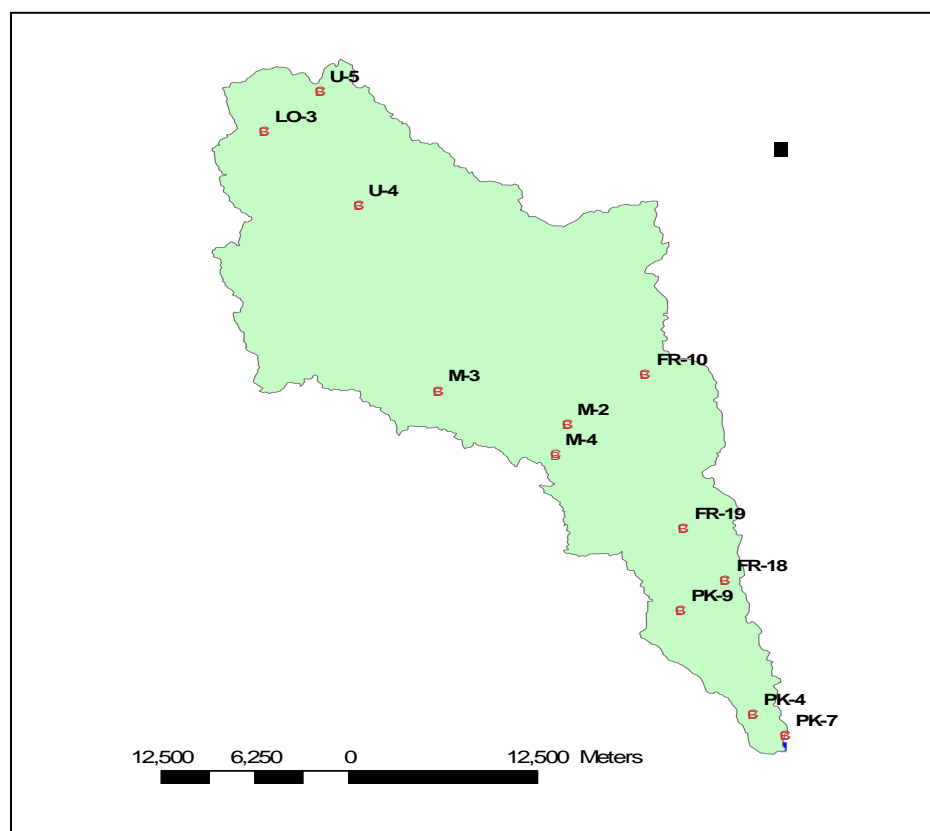 U-5
LO-3
U-4
FR-10
M-3
M-2
M-4
FR-19
FR-18
PK-9
PK-4
PK-7
12,500 6,250 0 12,500 Meters